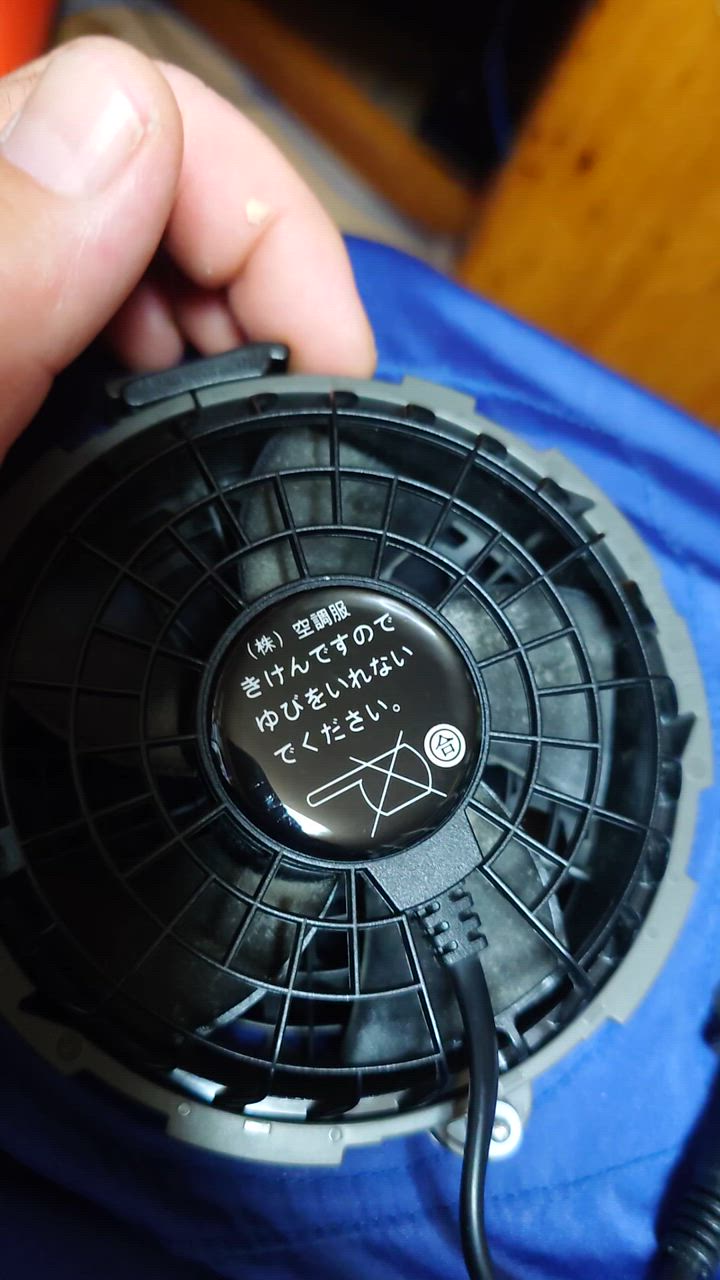 (株) 空調服
きけんですので
ゆびをいれない
でください。
合